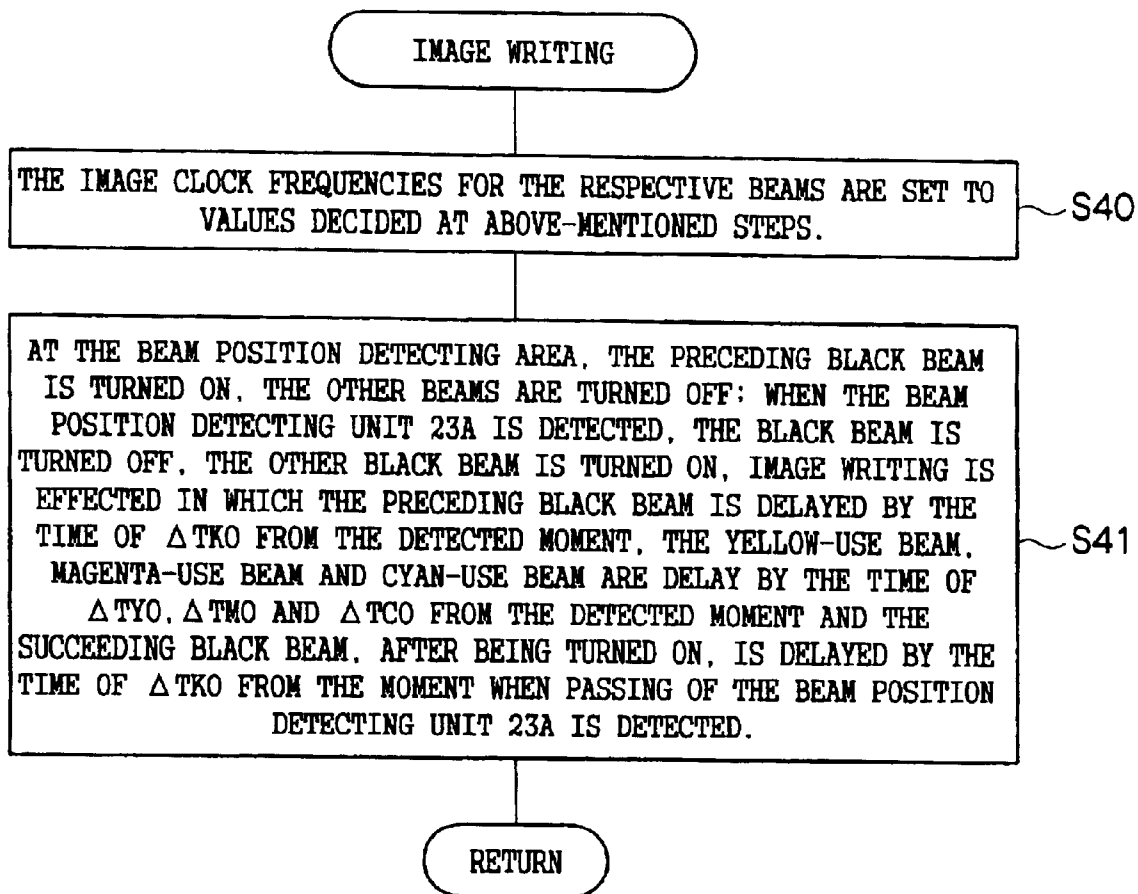 IMAGE WRITING
THE IMAGE CLOCK FREQUENCIES FOR THE RESPECTIVE BEAMS ARE SET TO
VALUES DECIDED AT ABOVE-MENTIONED STEPS.
S40
AT THE BEAM POSITION DETECTING AREA, THE PRECEDING BLACK BEAM
IS TURNED ON, THE OTHER BEAMS ARE TURNED OFF; WHEN THE BEAM
POSITION DETECTING UNIT 23A IS DETECTED, THE BLACK BEAM IS
TURNED OFF, THE OTHER BLACK BEAM IS TURNED ON, IMAGE WRITING IS
EFFECTED IN WHICH THE PRECEDING BLACK BEAM IS DELAYED BY THE
TIME OF ΔTKO FROM THE DETECTED MOMENT, THE YELLOW-USE BEAM,
MAGENTA-USE BEAM AND CYAN-USE BEAM ARE DELAY BY THE TIME OF
ΔTYO, ΔTMO AND ΔTCO FROM THE DETECTED MOMENT AND THE
SUCCEEDING BLACK BEAM, AFTER BEING TURNED ON, IS DELAYED BY THE
TIME OF ΔTKO FROM THE MOMENT WHEN PASSING OF THE BEAM POSITION
DETECTING UNIT 23A IS DETECTED.
S41
RETURN